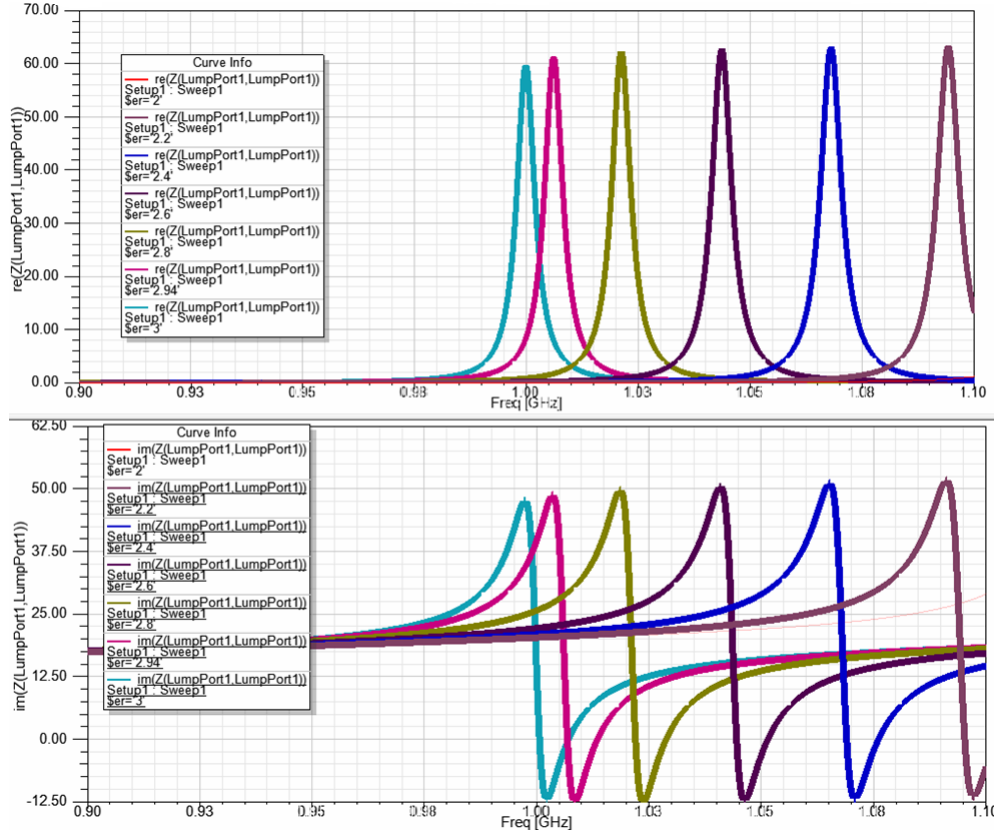 70.00
60.00
50.00
40.00
30.00
20.00
10.00
0.00
re(Z(LumpPort1,LumpPort1))
Curve Info
re(Z(LumpPort1,LumpPort1))
Setup1 : Sweep1
$er='2'
re(Z(LumpPort1,LumpPort1))
Setup1 : Sweep1
$er='2.2'
re(Z(LumpPort1,LumpPort1))
Setup1 : Sweep1
$er='2.4'
re(Z(LumpPort1,LumpPort1))
Setup1 : Sweep1
$er='2.6'
re(Z(LumpPort1,LumpPort1))
Setup1 : Sweep1
$er='2.8'
re(Z(LumpPort1,LumpPort1))
Setup1 : Sweep1
$er='2.94'
re(Z(LumpPort1,LumpPort1))
Setup1 : Sweep1
$er='3'
0.90 0.93 0.95 0.98 1.00 1.03 1.05 1.08 1.10
Freq [GHz]
62.50
50.00
37.50
25.00
12.50
0.00
-12.50
im(Z(LumpPort1,LumpPort1))
Curve Info
im(Z(LumpPort1,LumpPort1))
Setup1 : Sweep1
$er='2'
im(Z(LumpPort1,LumpPort1))
Setup1 : Sweep1
$er='2.2'
im(Z(LumpPort1,LumpPort1))
Setup1 : Sweep1
$er='2.4'
im(Z(LumpPort1,LumpPort1))
Setup1 : Sweep1
$er='2.6'
im(Z(LumpPort1,LumpPort1))
Setup1 : Sweep1
$er='2.8'
im(Z(LumpPort1,LumpPort1))
Setup1 : Sweep1
$er='2.94'
im(Z(LumpPort1,LumpPort1))
Setup1 : Sweep1
$er='3'
0.90 0.93 0.95 0.98 1.00 1.03 1.05 1.08 1.10
Freq [GHz]